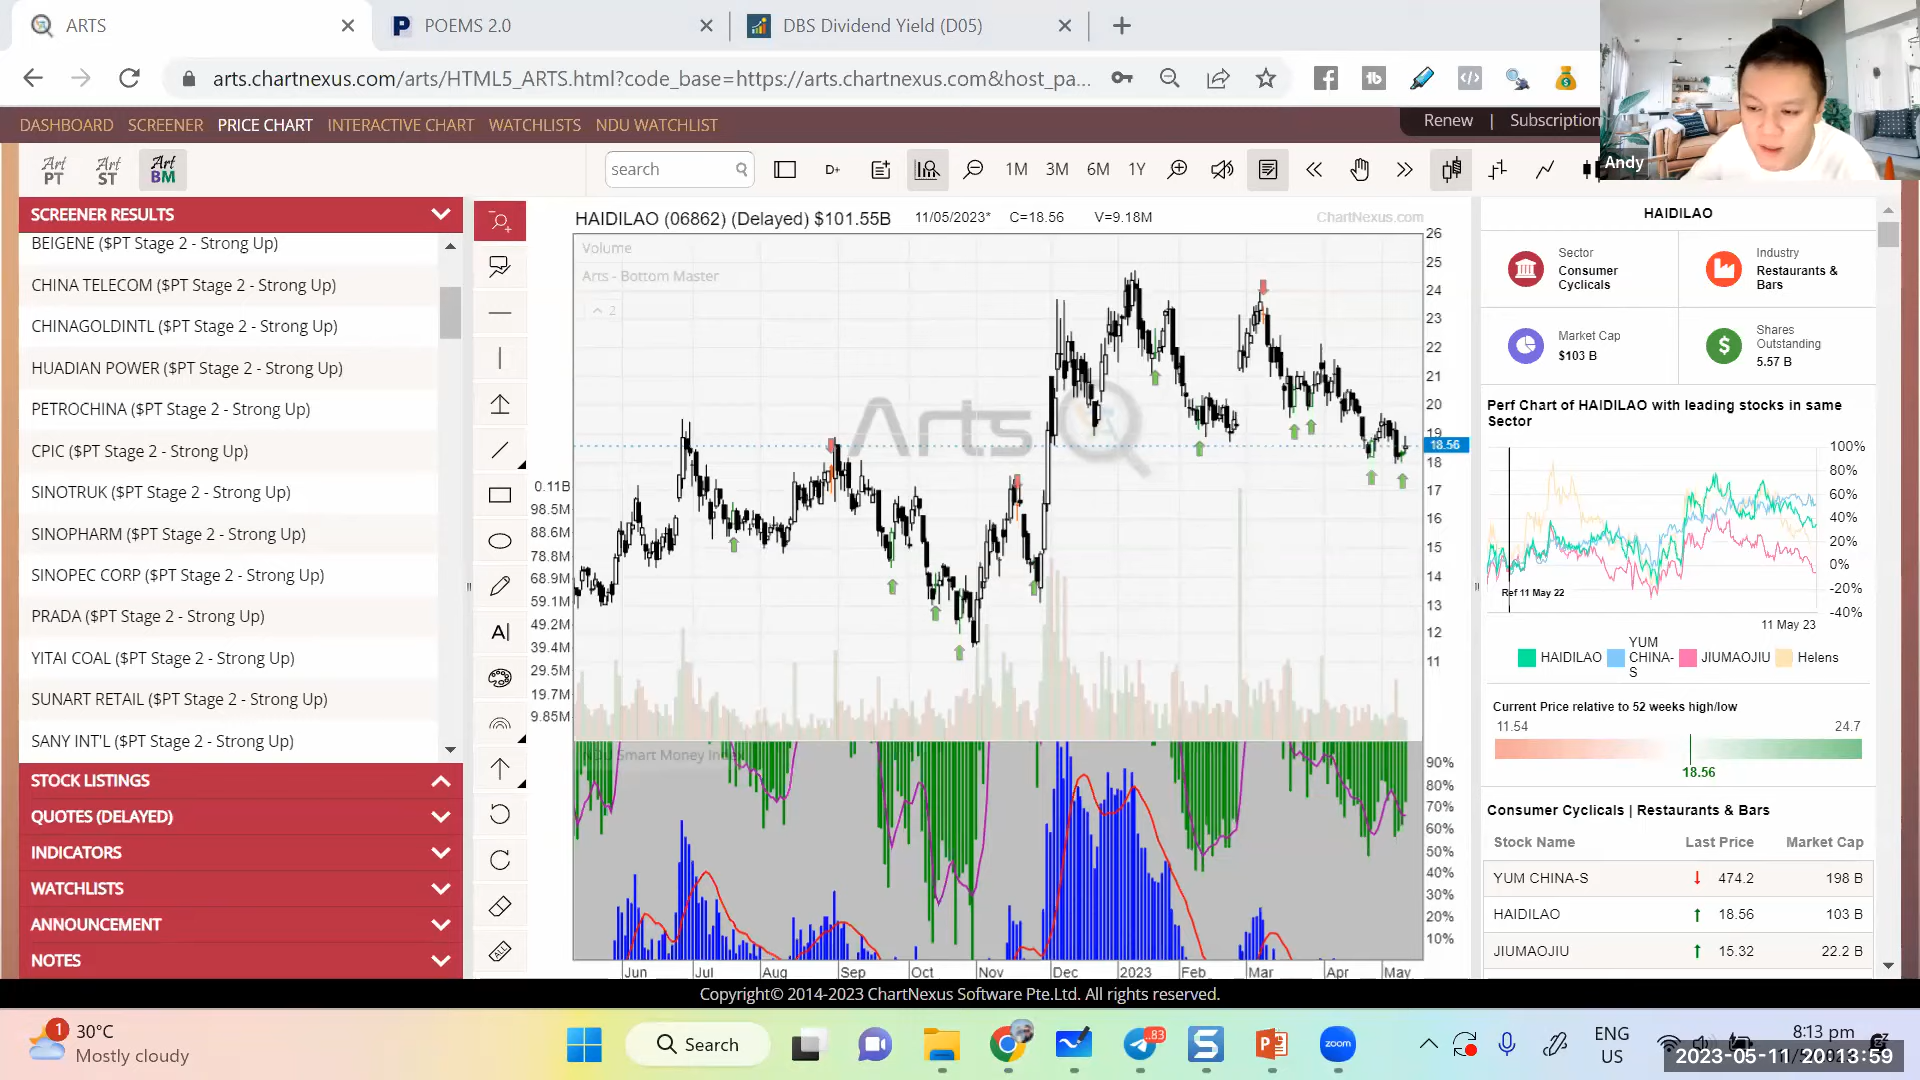 ARTS
POEMS 2.0
DBS Dividend Yield (D05)
arts.chartnexus.com/arts/HTML5_ARTS.html?code_base=https://arts.chartnexus.com&host_pa...
DASHBOARD SCREENER PRICE CHART INTERACTIVE CHART WATCHLISTS NDU WATCHLIST
Renew | Subscription
Andy
Art PT
Art ST
Art BM
search
D+
1M 3M 6M 1Y
SCREENER RESULTS
BEIGENE ($PT Stage 2 - Strong Up)
CHINA TELECOM ($PT Stage 2 - Strong Up)
CHINAGOLDINTL ($PT Stage 2 - Strong Up)
HUADIAN POWER ($PT Stage 2 - Strong Up)
PETROCHINA ($PT Stage 2 - Strong Up)
CPIC ($PT Stage 2 - Strong Up)
SINOTRUK ($PT Stage 2 - Strong Up)
SINOPHARM ($PT Stage 2 - Strong Up)
SINOPEC CORP ($PT Stage 2 - Strong Up)
PRADA ($PT Stage 2 - Strong Up)
YITAI COAL ($PT Stage 2 - Strong Up)
SUNART RETAIL ($PT Stage 2 - Strong Up)
SANY INT'L ($PT Stage 2 - Strong Up)
STOCK LISTINGS
QUOTES (DELAYED)
INDICATORS
WATCHLISTS
ANNOUNCEMENT
NOTES
A|
HAIDILAO (06862) (Delayed) $101.55B 11/05/2023* C=18.56 V=9.18M
ChartNexus.com
Volume
Arts - Bottom Master
2
Arts
26
25
24
23
22
21
20
19
18.56
18
17
16
15
14
13
12
11
0.11B
98.5M
88.6M
78.8M
68.9M
59.1M
49.2M
39.4M
29.5M
19.7M
9.85M
NDU Smart Money Index
90%
80%
70%
60%
50%
40%
30%
20%
10%
Jun Jul Aug Sep Oct Nov Dec 2023 Feb Mar Apr May
HAIDILAO
Sector
Consumer
Cyclicals
Industry
Restaurants &
Bars
Market Cap
$103 B
Shares
Outstanding
5.57 B
Perf Chart of HAIDILAO with leading stocks in same
Sector
100%
80%
60%
40%
20%
0%
-20%
-40%
Ref 11 May 22
11 May 23
HAIDILAO
YUM
CHINA-
S
JIUMAOJIU
Helens
Current Price relative to 52 weeks high/low
11.54 24.7
18.56
Consumer Cyclicals | Restaurants & Bars
Stock Name Last Price Market Cap
YUM CHINA-S 474.2 198 B
HAIDILAO 18.56 103 B
JIUMAOJIU 15.32 22.2 B
Copyright© 2014-2023 ChartNexus Software Pte.Ltd. All rights reserved.
1
30°C
Mostly cloudy
Search
83
zoom
ENG
US
8:13 pm
2023-05-11 20:13:59